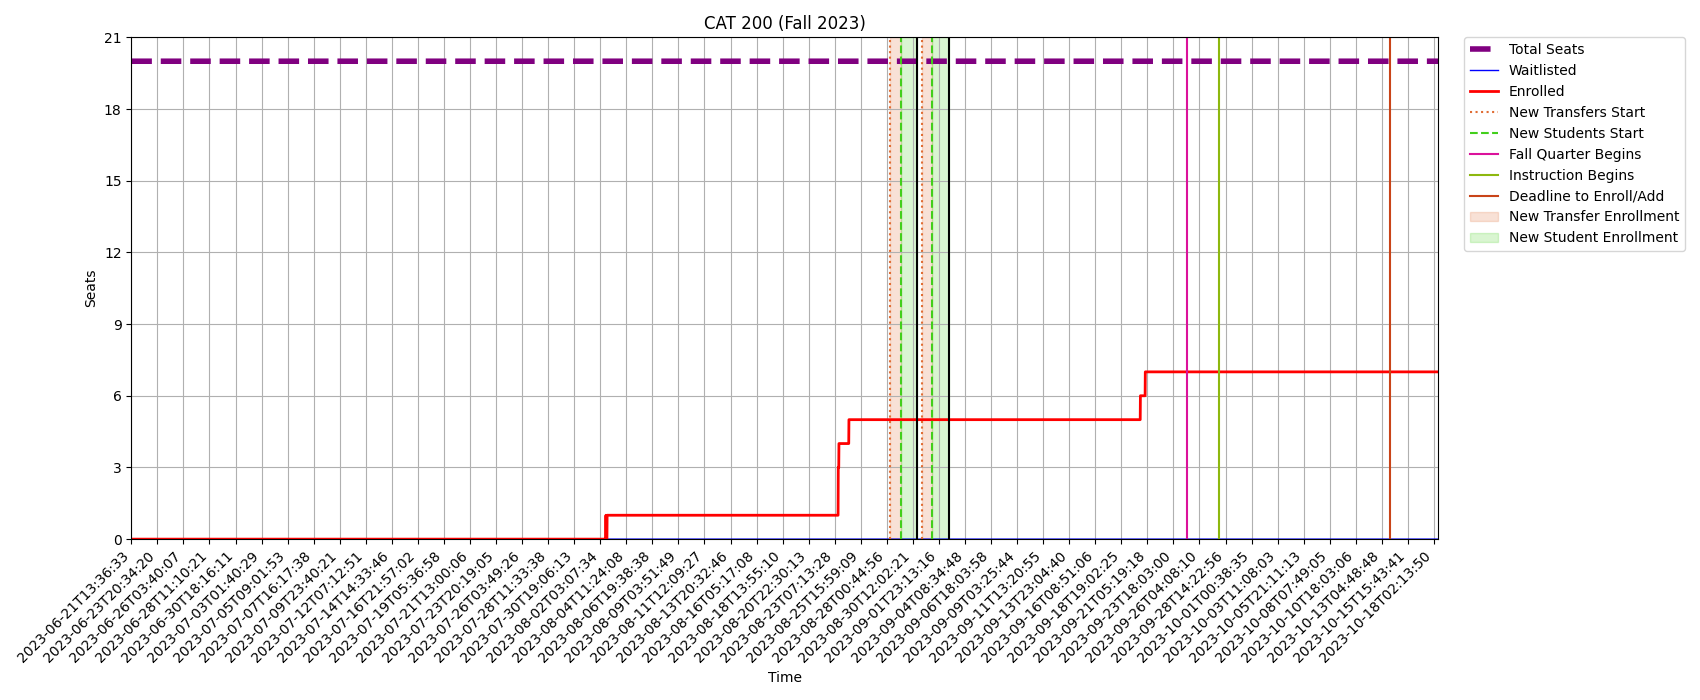 CAT 200 (Fall 2023)
21
18
15
12
9
6
3
0
Seats
2023-06-21T13:36:33
2023-06-23T20:34:20
2023-06-26T03:40:07
2023-06-28T11:10:21
2023-06-30T18:16:11
2023-07-03T01:40:29
2023-07-05T09:01:53
2023-07-07T16:17:38
2023-07-09T23:40:21
2023-07-12T07:12:51
2023-07-14T14:33:46
2023-07-16T21:57:02
2023-07-19T05:36:58
2023-07-21T13:00:06
2023-07-23T20:19:05
2023-07-26T03:49:26
2023-07-28T11:33:38
2023-07-30T19:06:13
2023-08-02T03:07:34
2023-08-04T11:24:08
2023-08-06T19:38:38
2023-08-09T03:51:49
2023-08-11T12:09:27
2023-08-13T20:32:46
2023-08-16T05:17:08
2023-08-18T13:55:10
2023-08-20T22:30:13
2023-08-23T07:13:28
2023-08-25T15:59:09
2023-08-28T00:44:56
2023-08-30T12:02:21
2023-09-01T23:13:16
2023-09-04T08:34:48
2023-09-06T18:03:58
2023-09-09T03:25:44
2023-09-11T13:20:55
2023-09-13T23:04:40
2023-09-16T08:51:06
2023-09-18T19:02:25
2023-09-21T05:19:18
2023-09-23T18:03:00
2023-09-26T04:08:10
2023-09-28T14:22:56
2023-10-01T00:38:35
2023-10-03T11:08:03
2023-10-05T21:11:13
2023-10-08T07:49:05
2023-10-10T18:03:06
2023-10-13T04:48:48
2023-10-15T15:43:41
2023-10-18T02:13:50
Time
Total Seats
Waitlisted
Enrolled
New Transfers Start
New Students Start
Fall Quarter Begins
Instruction Begins
Deadline to Enroll/Add
New Transfer Enrollment
New Student Enrollment